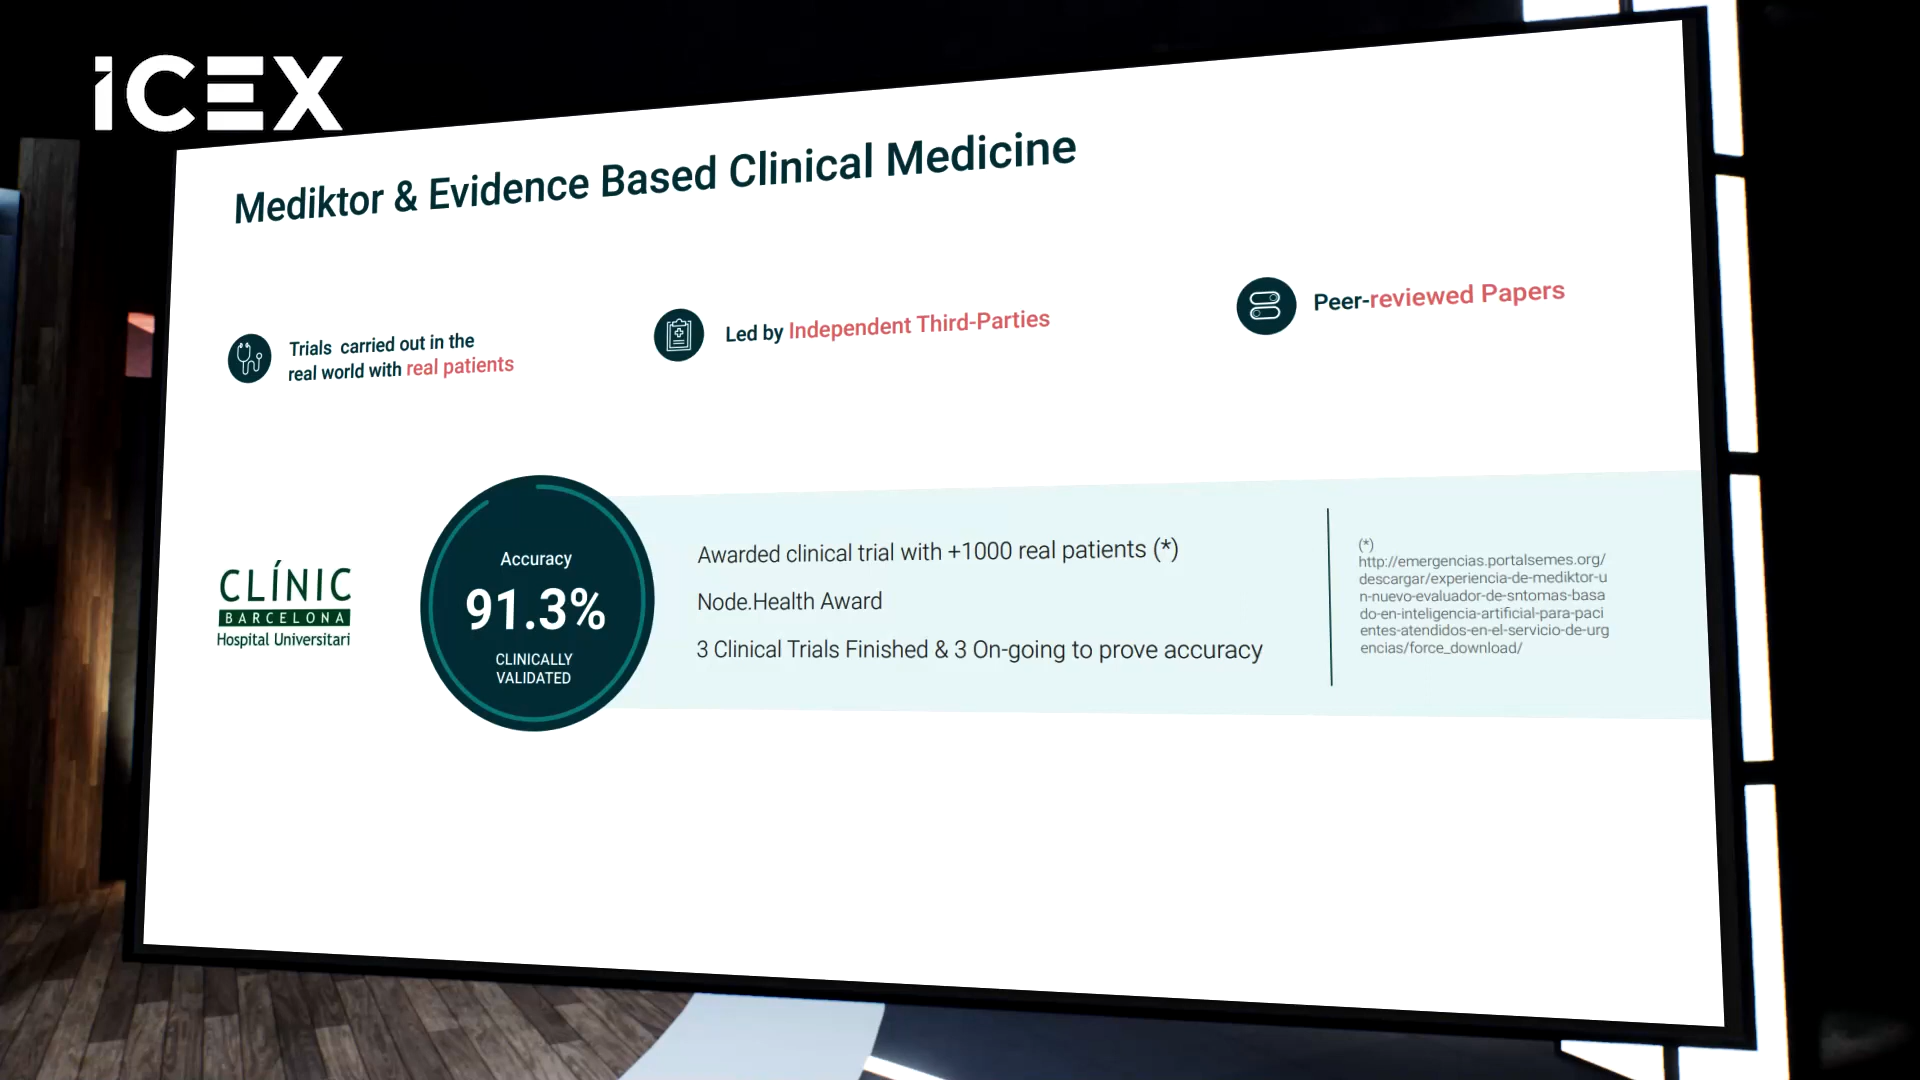 iCEX
Mediktor & Evidence Based Clinical Medicine
Trials carried out in the
real world with real patients
Led by Independent Third-Parties
Peer-reviewed Papers
CLÍNIC
BARCELONA
Hospital Universitari
Accuracy
91.3%
CLINICALLY
VALIDATED
Awarded clinical trial with +1000 real patients (*)
Node.Health Award
3 Clinical Trials Finished & 3 On-going to prove accuracy
(*)
http://emergencias.portalsemes.org/
descargar/experiencia-de-mediktor-u
n-nuevo-evaluador-de-sntomas-basa
do-en-inteligencia-artificial-para-paci
entes-atendidos-en-el-servicio-de-urg
encias/force_download/